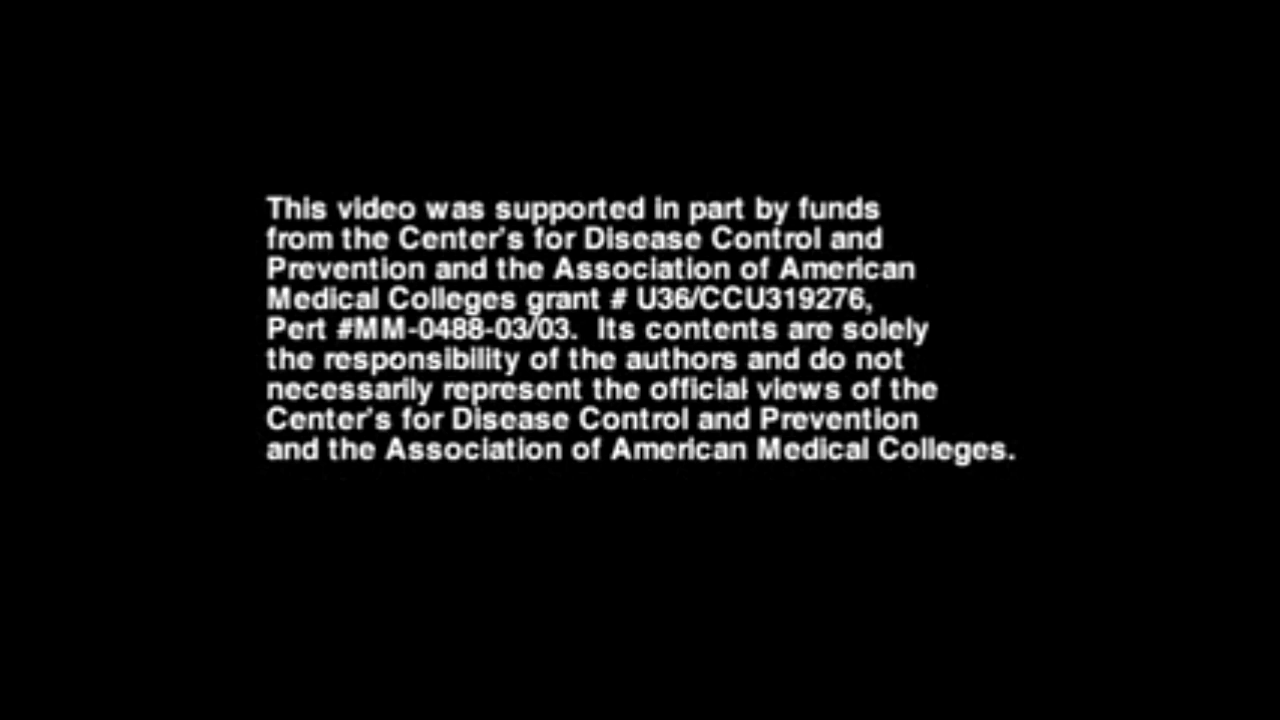 This video was supported in part by funds
from the Center's for Disease Control and
Prevention and the Association of American
Medical Colleges grant # U36/CCU319276,
Pert #MM-0488-03/03.  Its contents are solely
the responsibility of the authors and do not
necessarily represent the official views of the
Center's for Disease Control and Prevention
and the Association of American Medical Colleges.